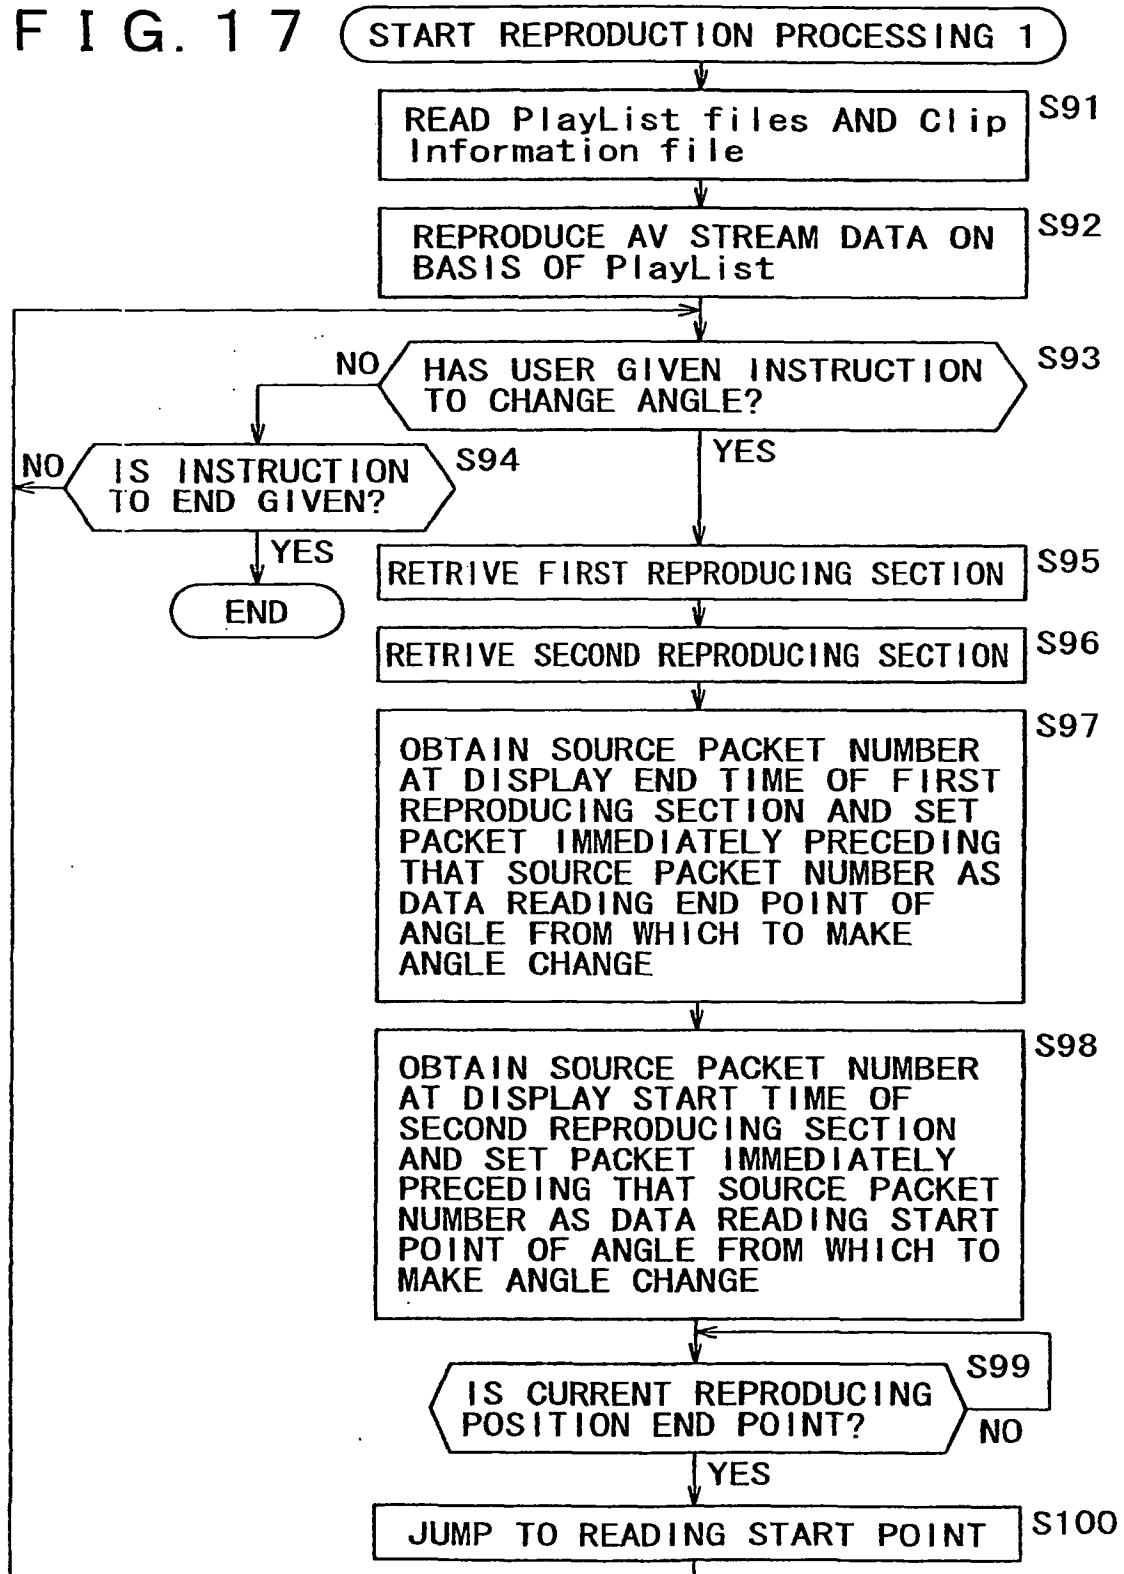 FIG.17
START REPRODUCTION PROCESSING 1
S91
READ PlayList files AND Clip
Information file
S92
REPRODUCE AV STREAM DATA ON
BASIS OF PlayList
S93
NO
HAS USER GIVEN INSTRUCTION
TO CHANGE ANGLE?
YES
S94
NO
IS INSTRUCTION
TO END GIVEN?
YES
END
S95
RETRIVE FIRST REPRODUCING SECTION
S96
RETRIVE SECOND REPRODUCING SECTION
S97
OBTAIN SOURCE PACKET NUMBER
AT DISPLAY END TIME OF FIRST
REPRODUCING SECTION AND SET
PACKET IMMEDIATELY PRECEDING
THAT SOURCE PACKET NUMBER AS
DATA READING END POINT OF
ANGLE FROM WHICH TO MAKE
ANGLE CHANGE
S98
OBTAIN SOURCE PACKET NUMBER
AT DISPLAY START TIME OF
SECOND REPRODUCING SECTION
AND SET PACKET IMMEDIATELY
PRECEDING THAT SOURCE PACKET
NUMBER AS DATA READING START
POINT OF ANGLE FROM WHICH TO
MAKE ANGLE CHANGE
S99
IS CURRENT REPRODUCING
POSITION END POINT?
NO
YES
S100
JUMP TO READING START POINT